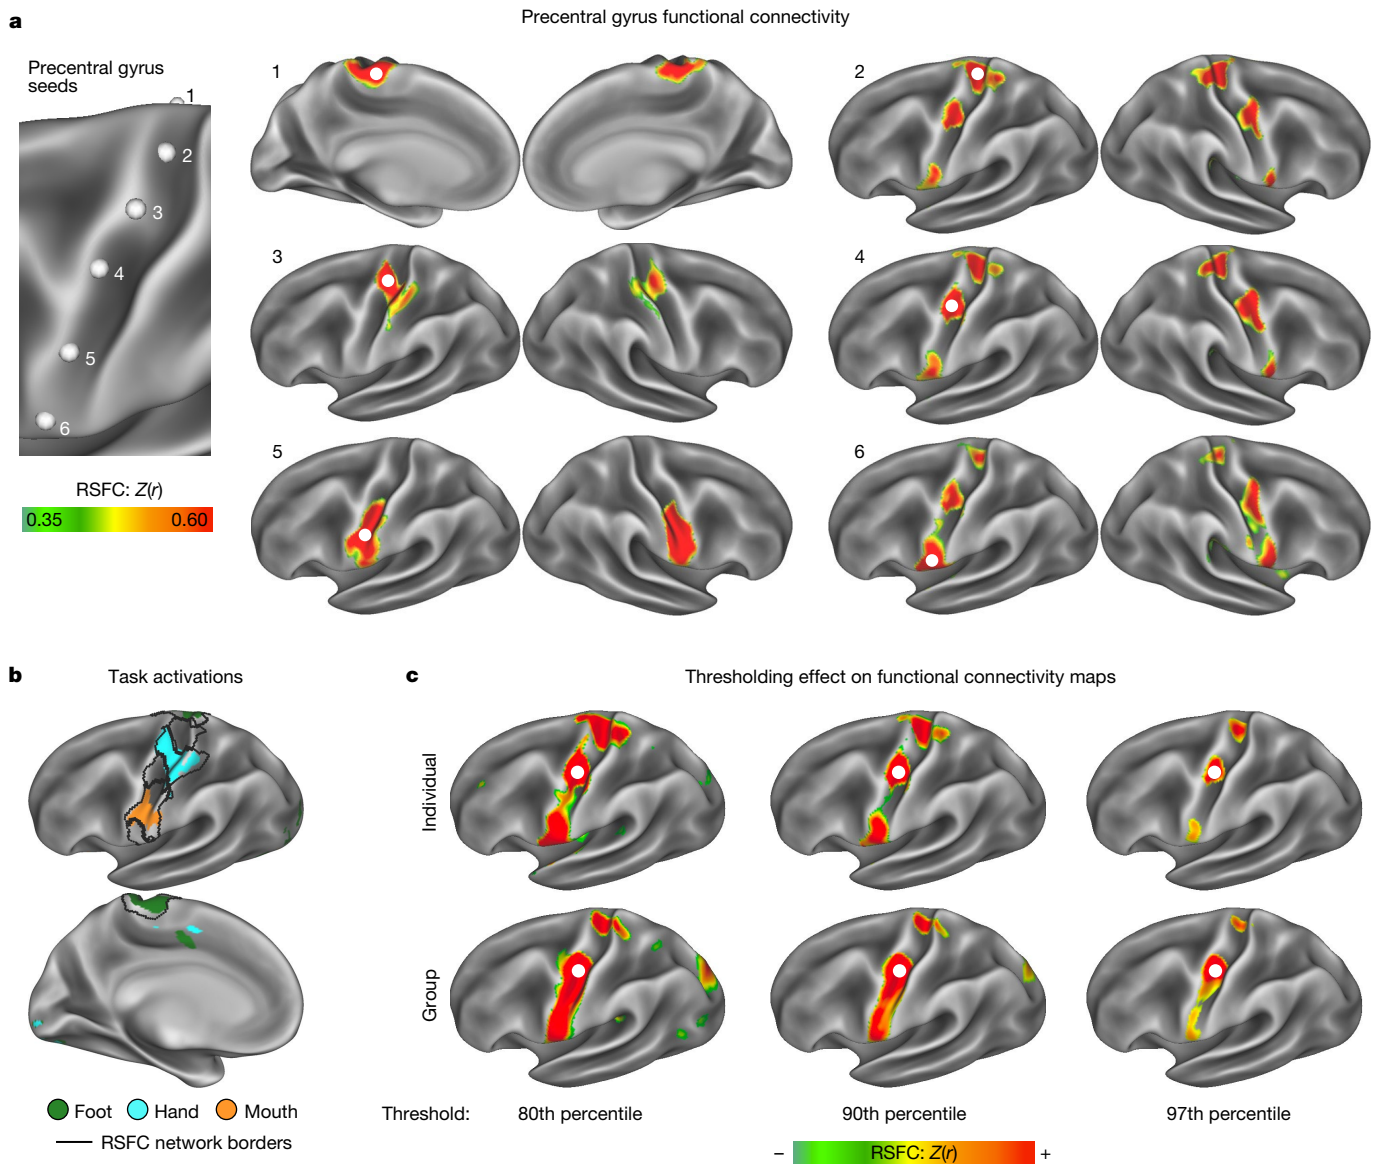 a
Precentral gyrus functional connectivity
Precentral gyrus
seeds
1
2
3
4
5
6
RSFC: Z(r)
0.35 0.60
1
2
3
4
5
6
b
Task activations
Foot Hand Mouth
RSFC network borders
c
Thresholding effect on functional connectivity maps
Individual
Group
Threshold: 80th percentile 90th percentile 97th percentile
– RSFC: Z(r) +